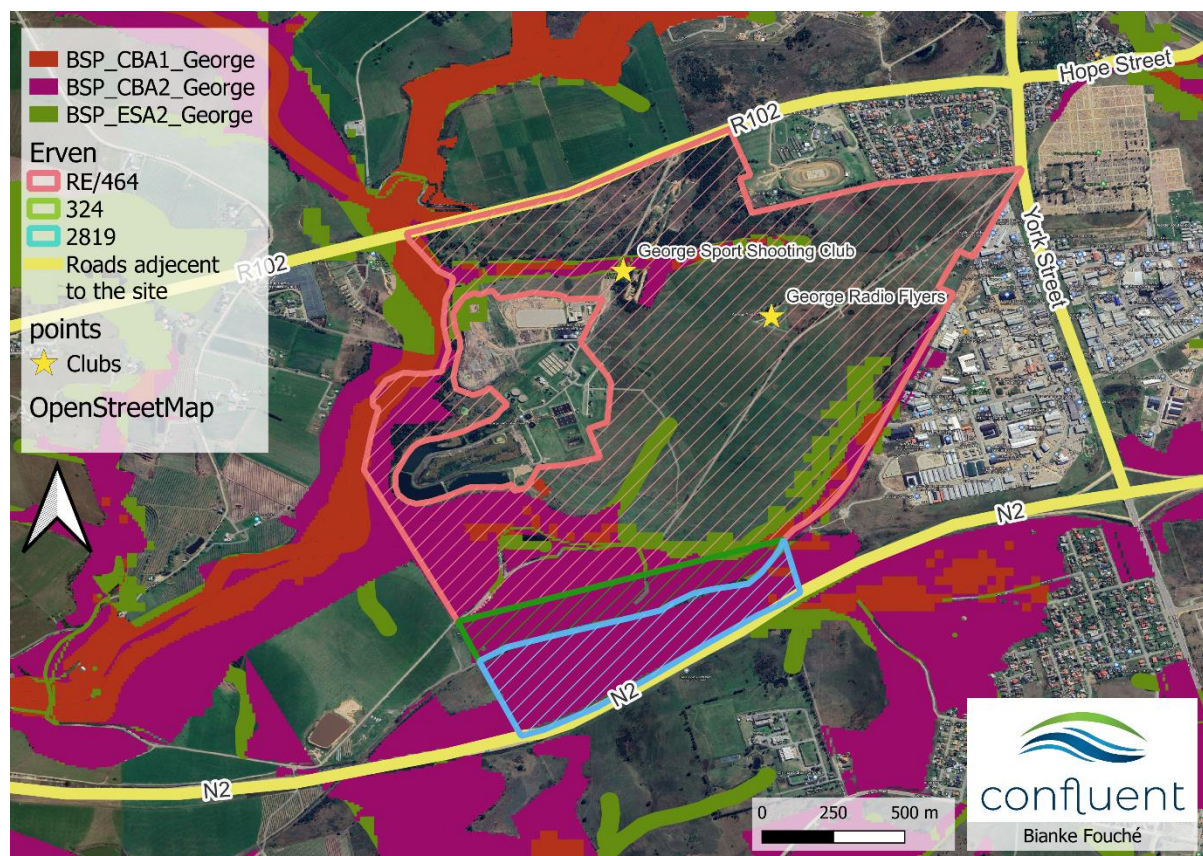 BSP_CBA1_George
BSP_CBA2_George
BSP_ESA2_George
Erven
RE/464
324
2819
Roads adjecent
to the site
points
Clubs
OpenStreetMap
Hope Street
R102
R102
York Street
George Sport Shooting Club
George Radio Flyers
N2
N2
N2
0 250 500 m
confluent
Bianke Fouché